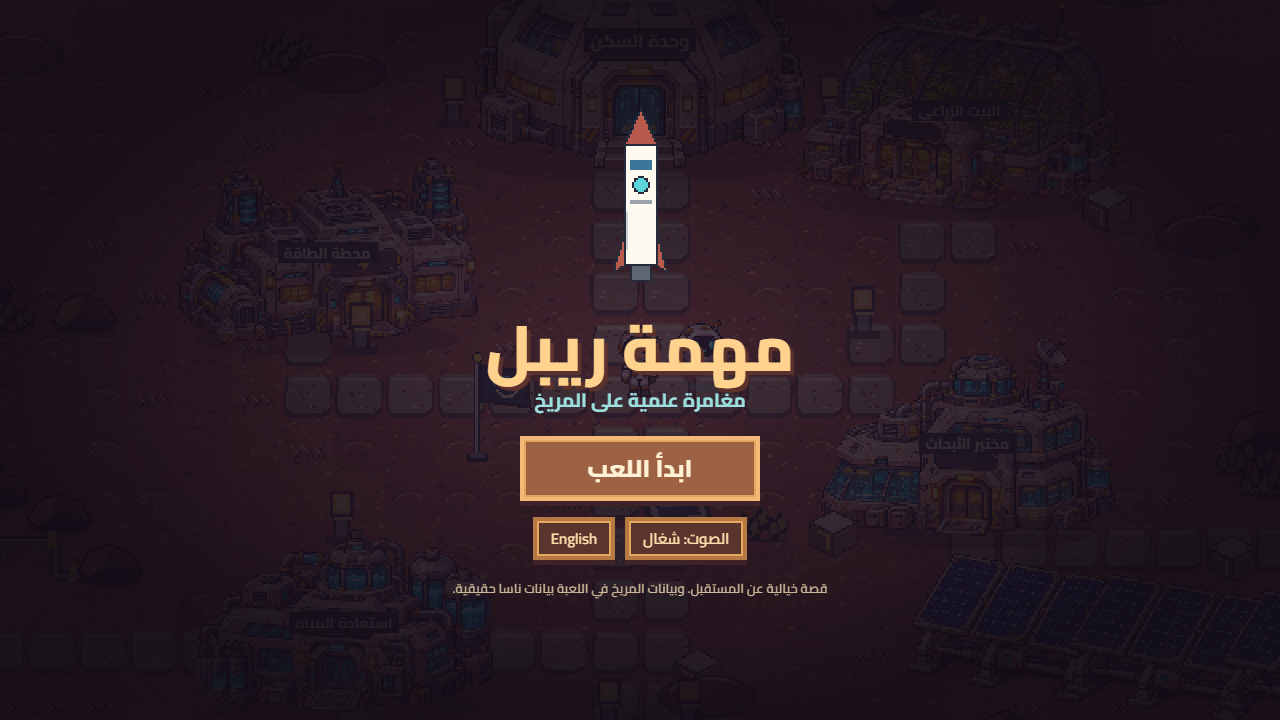 وحدة السكن
البيت الزراعي
محطة الطاقة
مهمة ريبل
مغامرة علمية على المريخ
مختبر الأبحاث
ابدأ اللعب
الصوت: شغال
English
قصة خيالية عن المستقبل. وبيانات المريخ في اللعبة بيانات ناسا حقيقية.
استعادة المياه